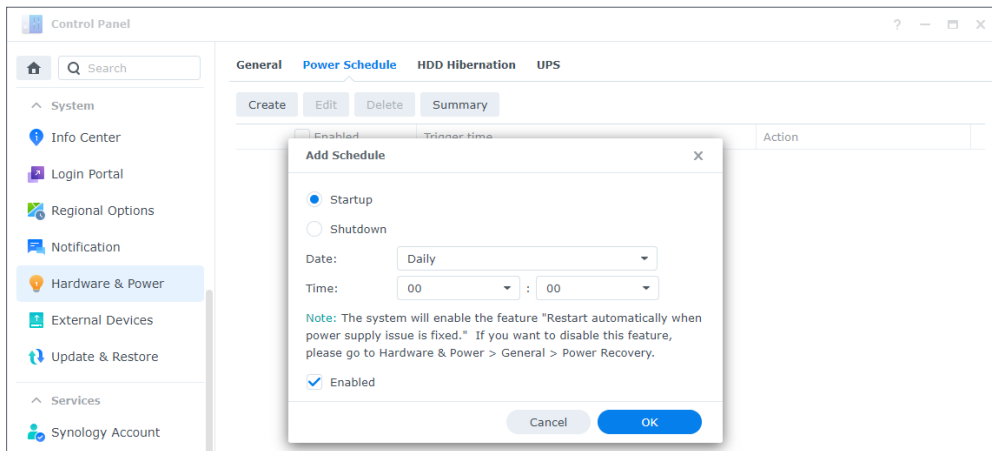 Control Panel
?
Search
General Power Schedule HDD Hibernation UPS
System
Create Edit Delete Summary
Info Center
Enabled Trigger time Action
Add Schedule
Login Portal
Startup
Regional Options
Shutdown
Notification
Date: Daily
Hardware & Power
Time: 00 : 00
External Devices
Note: The system will enable the feature "Restart automatically when
power supply issue is fixed." If you want to disable this feature,
please go to Hardware & Power > General > Power Recovery.
Update & Restore
Enabled
Services
Cancel OK
Synology Account